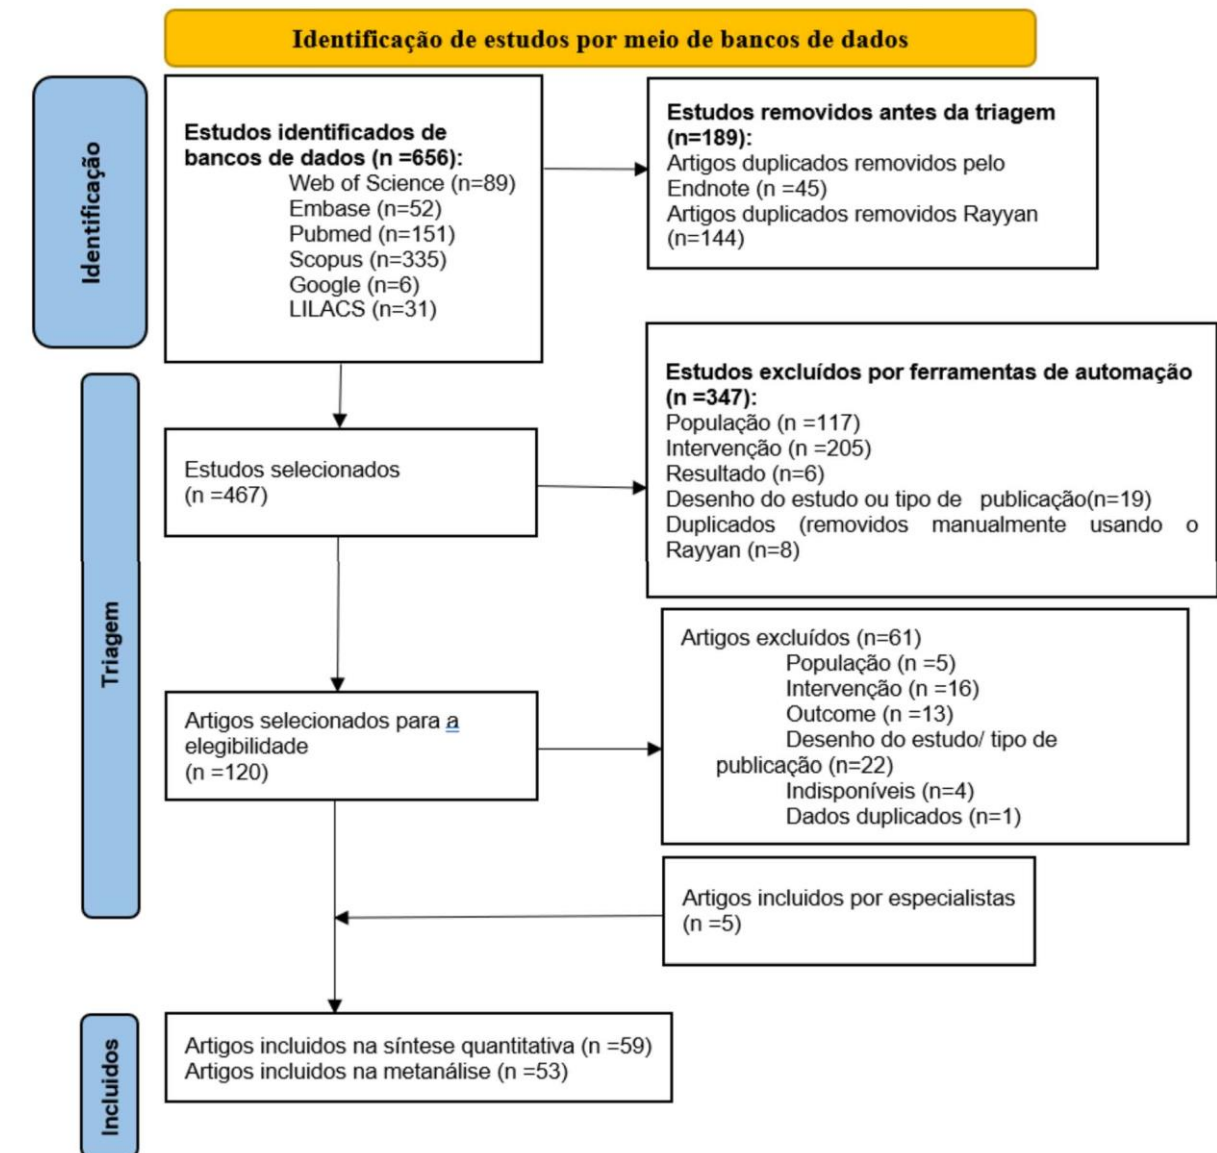 Identificação de estudos por meio de bancos de dados
Identificação
Estudos identificados de
bancos de dados (n =656):
Web of Science (n=89)
Embase (n=52)
Pubmed (n=151)
Scopus (n=335)
Google (n=6)
LILACS (n=31)
Estudos removidos antes da triagem
(n=189):
Artigos duplicados removidos pelo
Endnote (n =45)
Artigos duplicados removidos Rayyan
(n=144)
Triagem
Estudos selecionados
(n =467)
Estudos excluídos por ferramentas de automação
(n =347):
População (n =117)
Intervenção (n =205)
Resultado (n=6)
Desenho do estudo ou tipo de publicação(n=19)
Duplicados (removidos manualmente usando o
Rayyan (n=8)
Artigos selecionados para a
elegibilidade
(n =120)
Artigos excluídos (n=61)
População (n =5)
Intervenção (n =16)
Outcome (n =13)
Desenho do estudo/ tipo de
publicação (n=22)
Indisponíveis (n=4)
Dados duplicados (n=1)
Artigos incluidos por especialistas
(n =5)
Incluidos
Artigos incluidos na síntese quantitativa (n =59)
Artigos incluidos na metanálise (n =53)